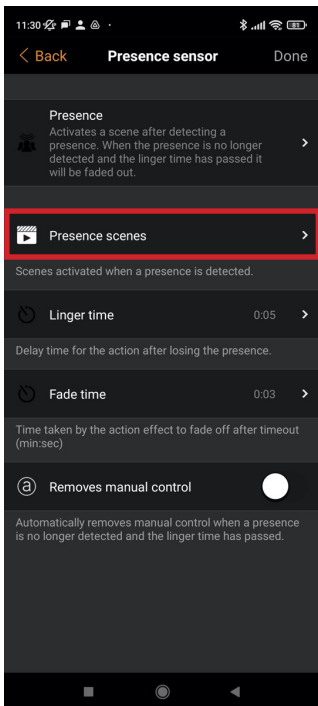 11:30
81
Back
Presence sensor
Done
Presence
Activates a scene after detecting a
presence. When the presence is no longer
detected and the linger time has passed it
will be faded out.
Presence scenes
Scenes activated when a presence is detected.
Linger time
0:05
Delay time for the action after losing the presence.
Fade time
0:03
Time taken by the action effect to fade off after timeout
(min:sec)
a
Removes manual control
Automatically removes manual control when a presence
is no longer detected and the linger time has passed.